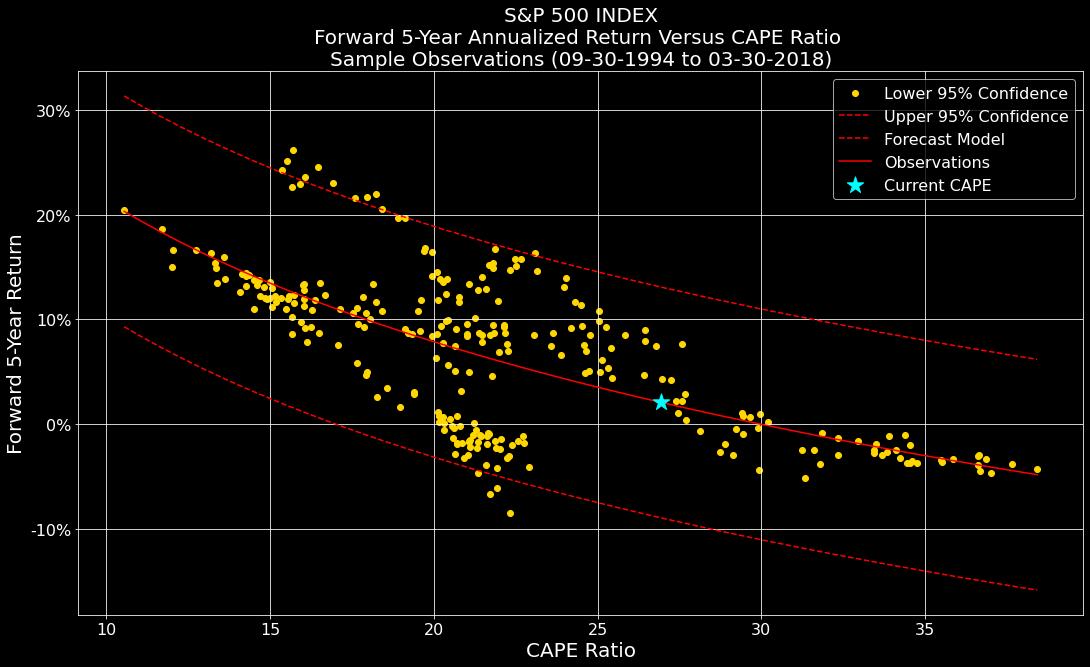 S&P 500 INDEX
Forward 5-Year Annualized Return Versus CAPE Ratio
Sample Observations (09-30-1994 to 03-30-2018)
Lower 95% Confidence
Upper 95% Confidence
Forecast Model
Observations
Current CAPE
Forward 5-Year Return
30%
20%
10%
0%
-10%
10 15 20 25 30 35
CAPE Ratio